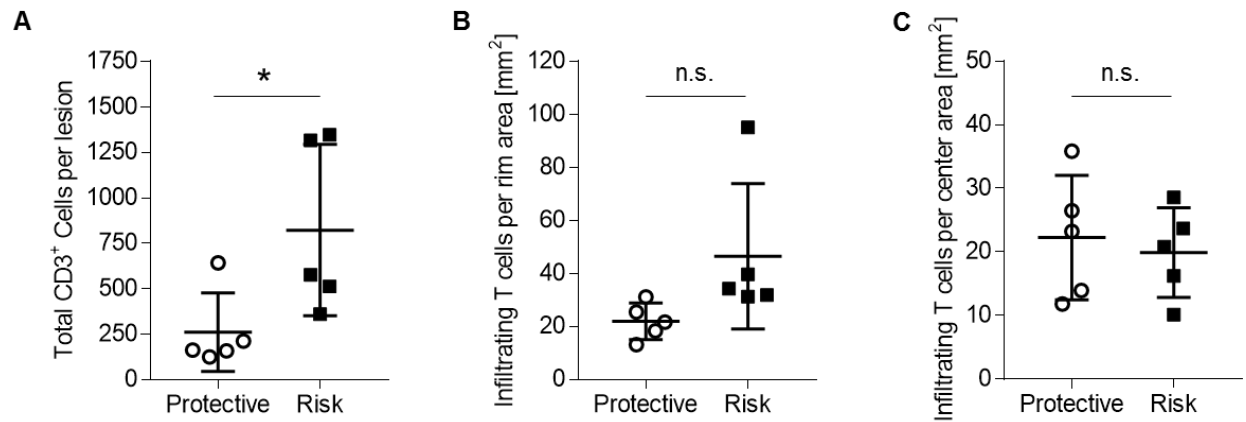 A
Total CD3⁺ Cells per lesion
1750
1500
1250
1000
750
500
250
0
*
Protective
Risk
B
Infiltrating T cells per rim area [mm²]
120
100
80
60
40
20
0
n.s.
Protective
Risk
C
Infiltrating T cells per center area [mm²]
50
40
30
20
10
0
n.s.
Protective
Risk